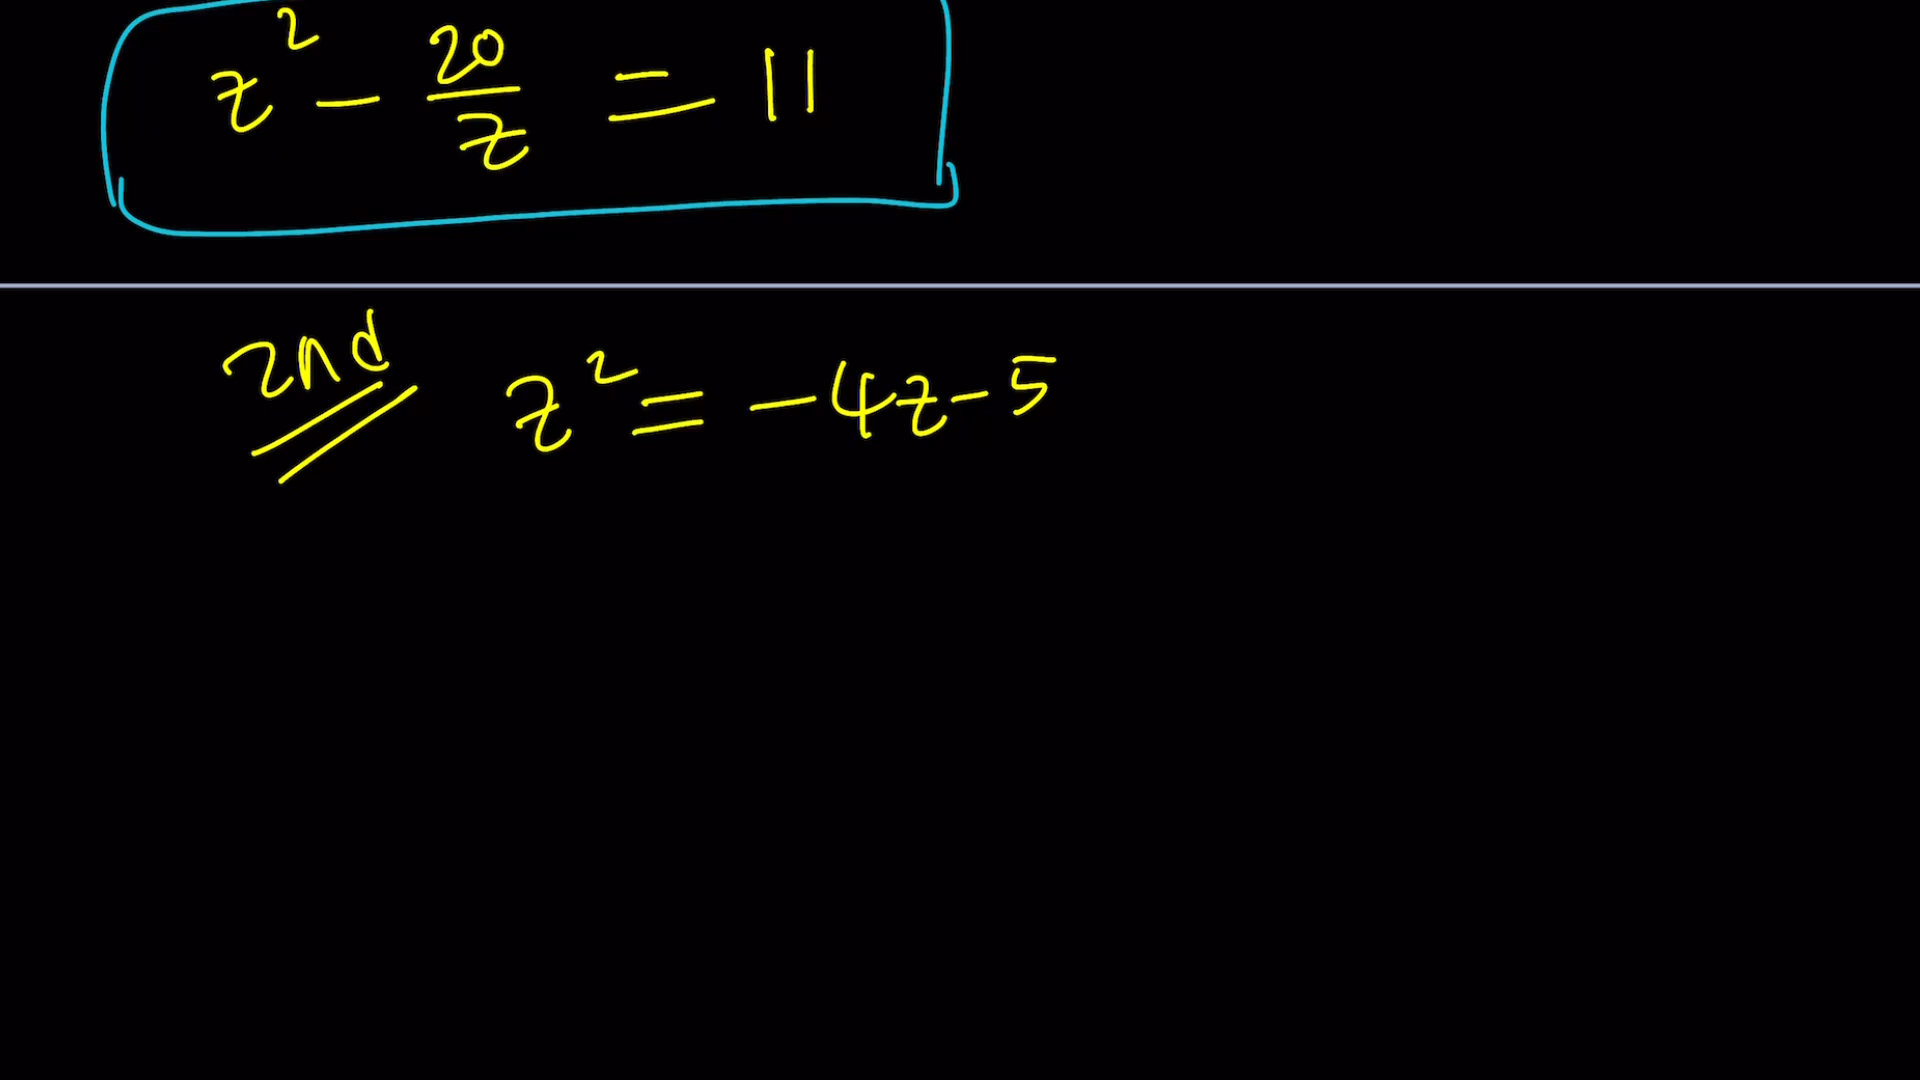 z² - 20/z = 11
2nd z² = -4z - 5